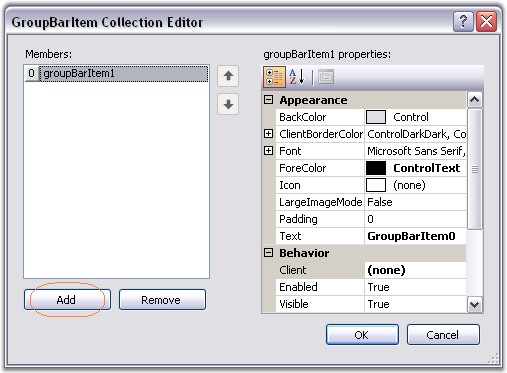 GroupBarItem Collection Editor
Members:
0 groupBarItem1
Add
Remove
groupBarItem1 properties:
Appearance
BackColor Control
ClientBorderColor ControlDarkDark, Co
Font Microsoft Sans Serif,
ForeColor ControlText
Icon (none)
LargeImageMode False
Padding 0
Text GroupBarItem0
Behavior
Client (none)
Enabled True
Visible True
OK
Cancel